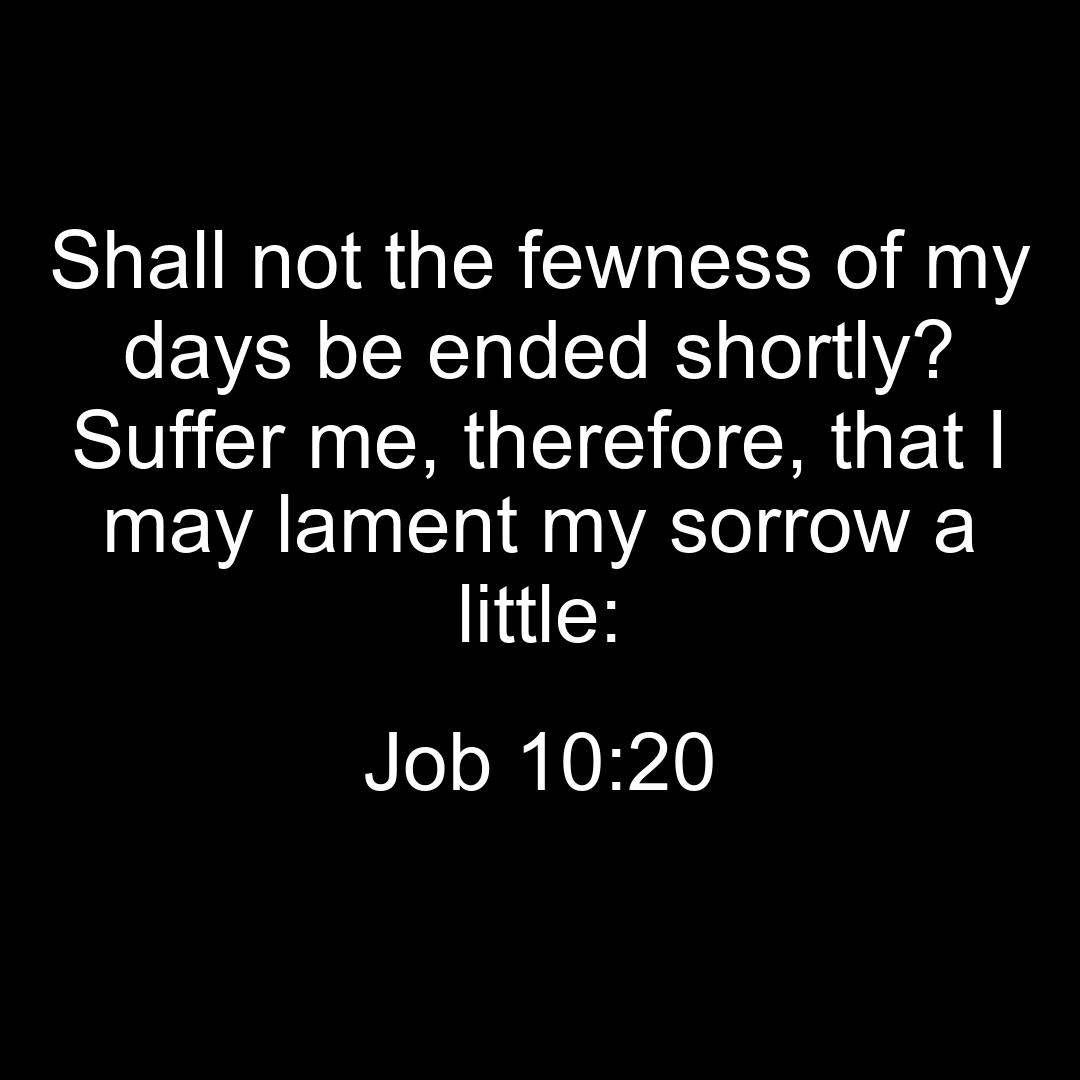 Shall not the fewness of my
days be ended shortly?
Suffer me, therefore, that I
may lament my sorrow a
little:
Job 10:20